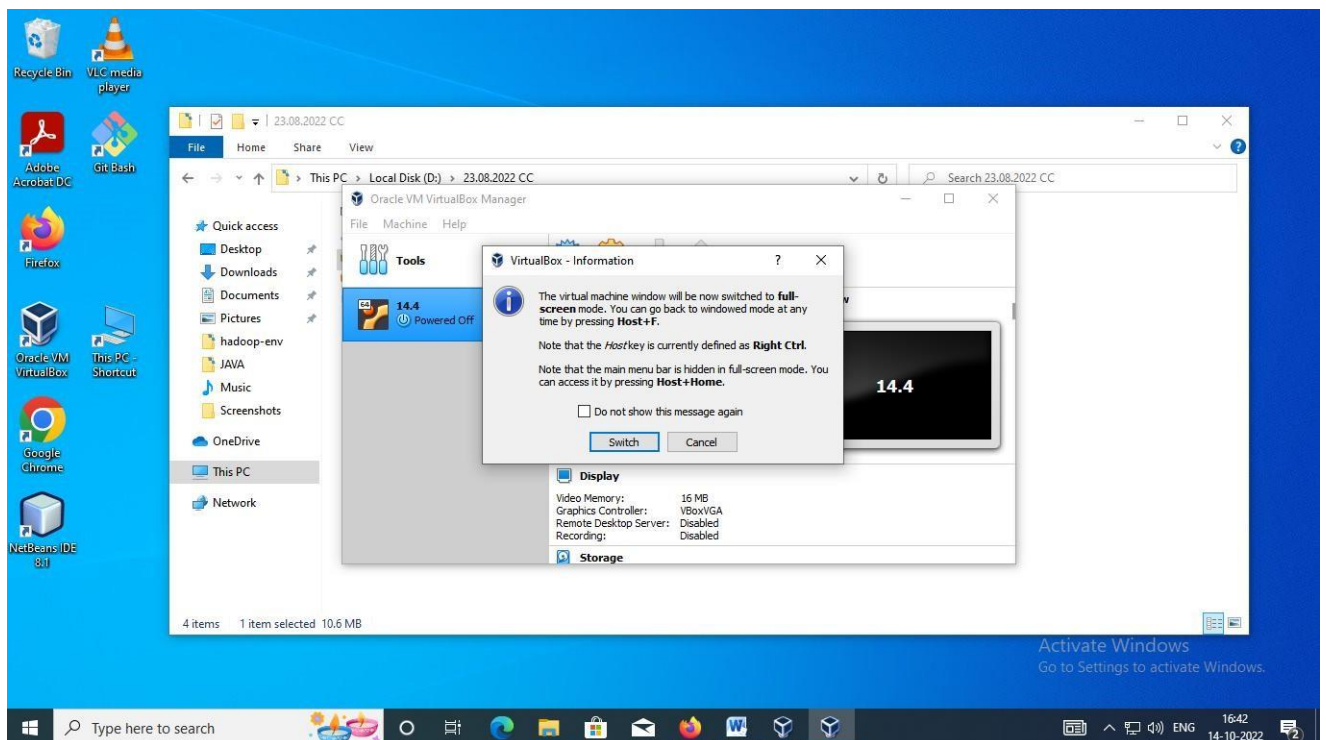 Recycle Bin
VLC media
player
Adobe
Acrobat DC
Git Bash
Firefox
Oracle VM
VirtualBox
This PC -
Shortcut
Google
Chrome
NetBeans IDE
8.1
23.08.2022 CC
File Home Share View
This PC > Local Disk (D:) > 23.08.2022 CC
Search 23.08.2022 CC
Quick access
Desktop
Downloads
Documents
Pictures
hadoop-env
JAVA
Music
Screenshots
OneDrive
This PC
Network
4 items 1 item selected 10.6 MB
Oracle VM VirtualBox Manager
File Machine Help
Tools
64
14.4
Powered Off
14.4
Display
Video Memory: 16 MB
Graphics Controller: VBoxVGA
Remote Desktop Server: Disabled
Recording: Disabled
Storage
VirtualBox - Information
The virtual machine window will be now switched to full-
screen mode. You can go back to windowed mode at any
time by pressing Host+F.
Note that the Host key is currently defined as Right Ctrl.
Note that the main menu bar is hidden in full-screen mode. You
can access it by pressing Host+Home.
Do not show this message again
Switch Cancel
Activate Windows
Go to Settings to activate Windows.
Type here to search
ENG
16:42
14-10-2022
2